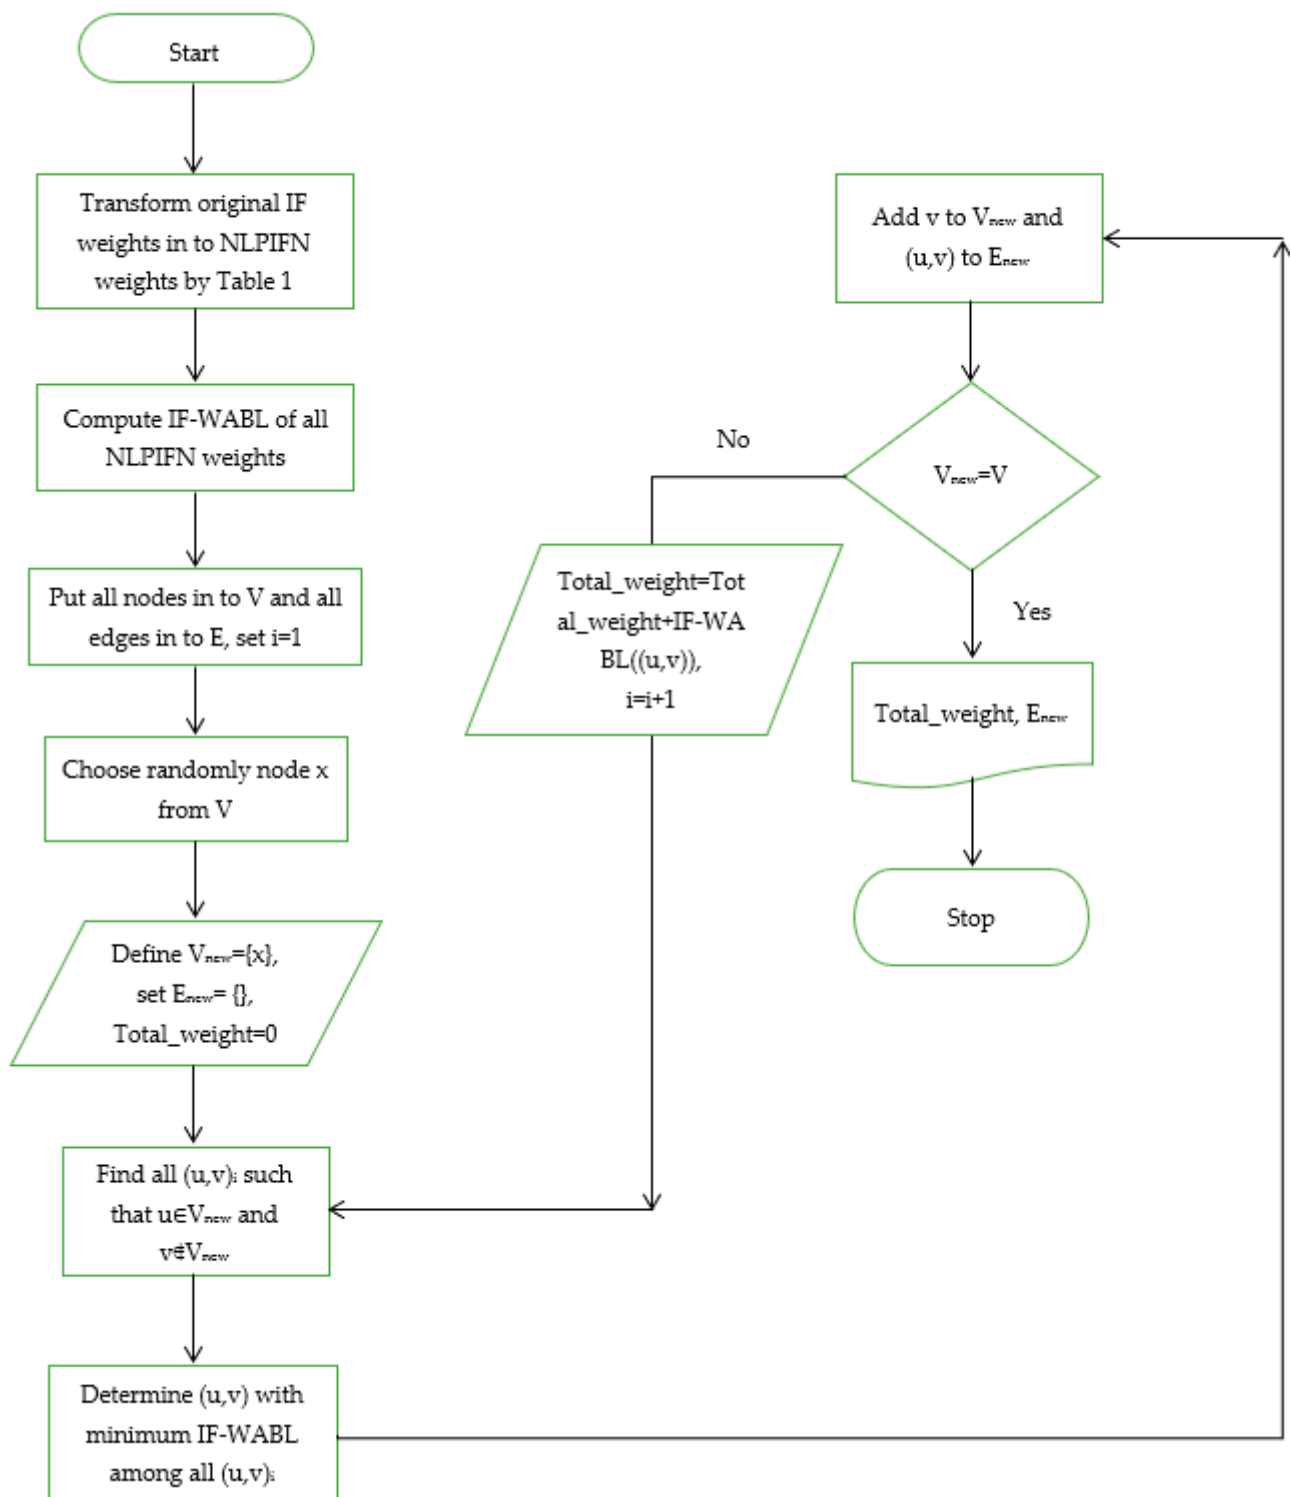 Start
Transform original IF
weights in to NLPIFN
weights by Table 1
Compute IF-WABL of all
NLPIFN weights
Put all nodes in to V and all
edges in to E, set i=1
Choose randomly node x
from V
Define Vnew={x},
set Enew= {},
Total_weight=0
Find all (u,v)i such
that u∈Vnew and
v∉Vnew
Determine (u,v) with
minimum IF-WABL
among all (u,v)i
Add v to Vnew and
(u,v) to Enew
Vnew=V
No
Total_weight=Tot
al_weight+IF-WA
BL((u,v)),
i=i+1
Yes
Total_weight, Enew
Stop